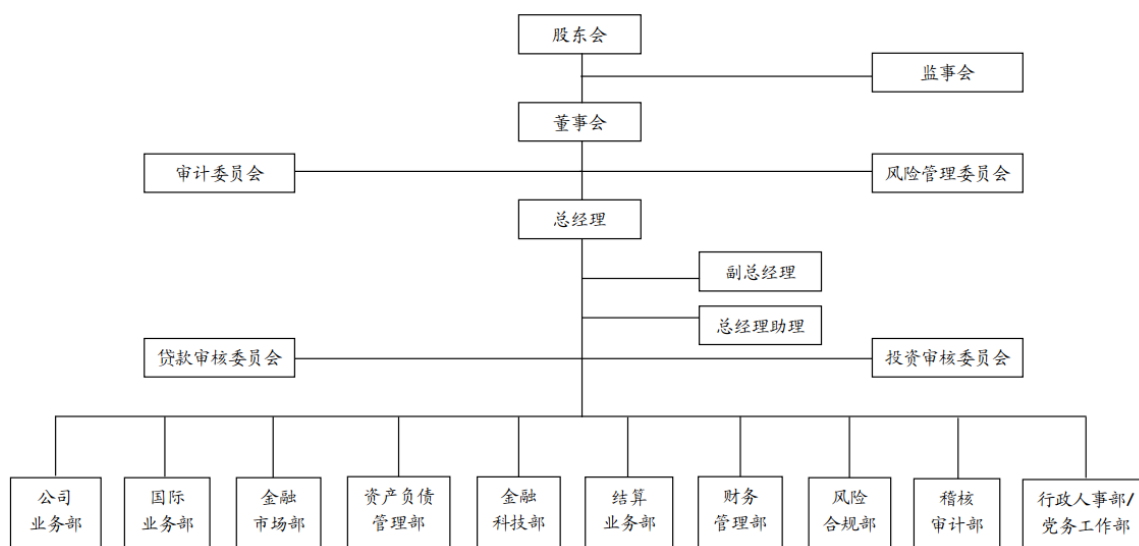 股东会
监事会
董事会
审计委员会
风险管理委员会
总经理
副总经理
总经理助理
贷款审核委员会
投资审核委员会
公司
业务部
国际
业务部
金融
市场部
资产负债
管理部
金融
科技部
结算
业务部
财务
管理部
风险
合规部
稽核
审计部
行政人事部/
党务工作部